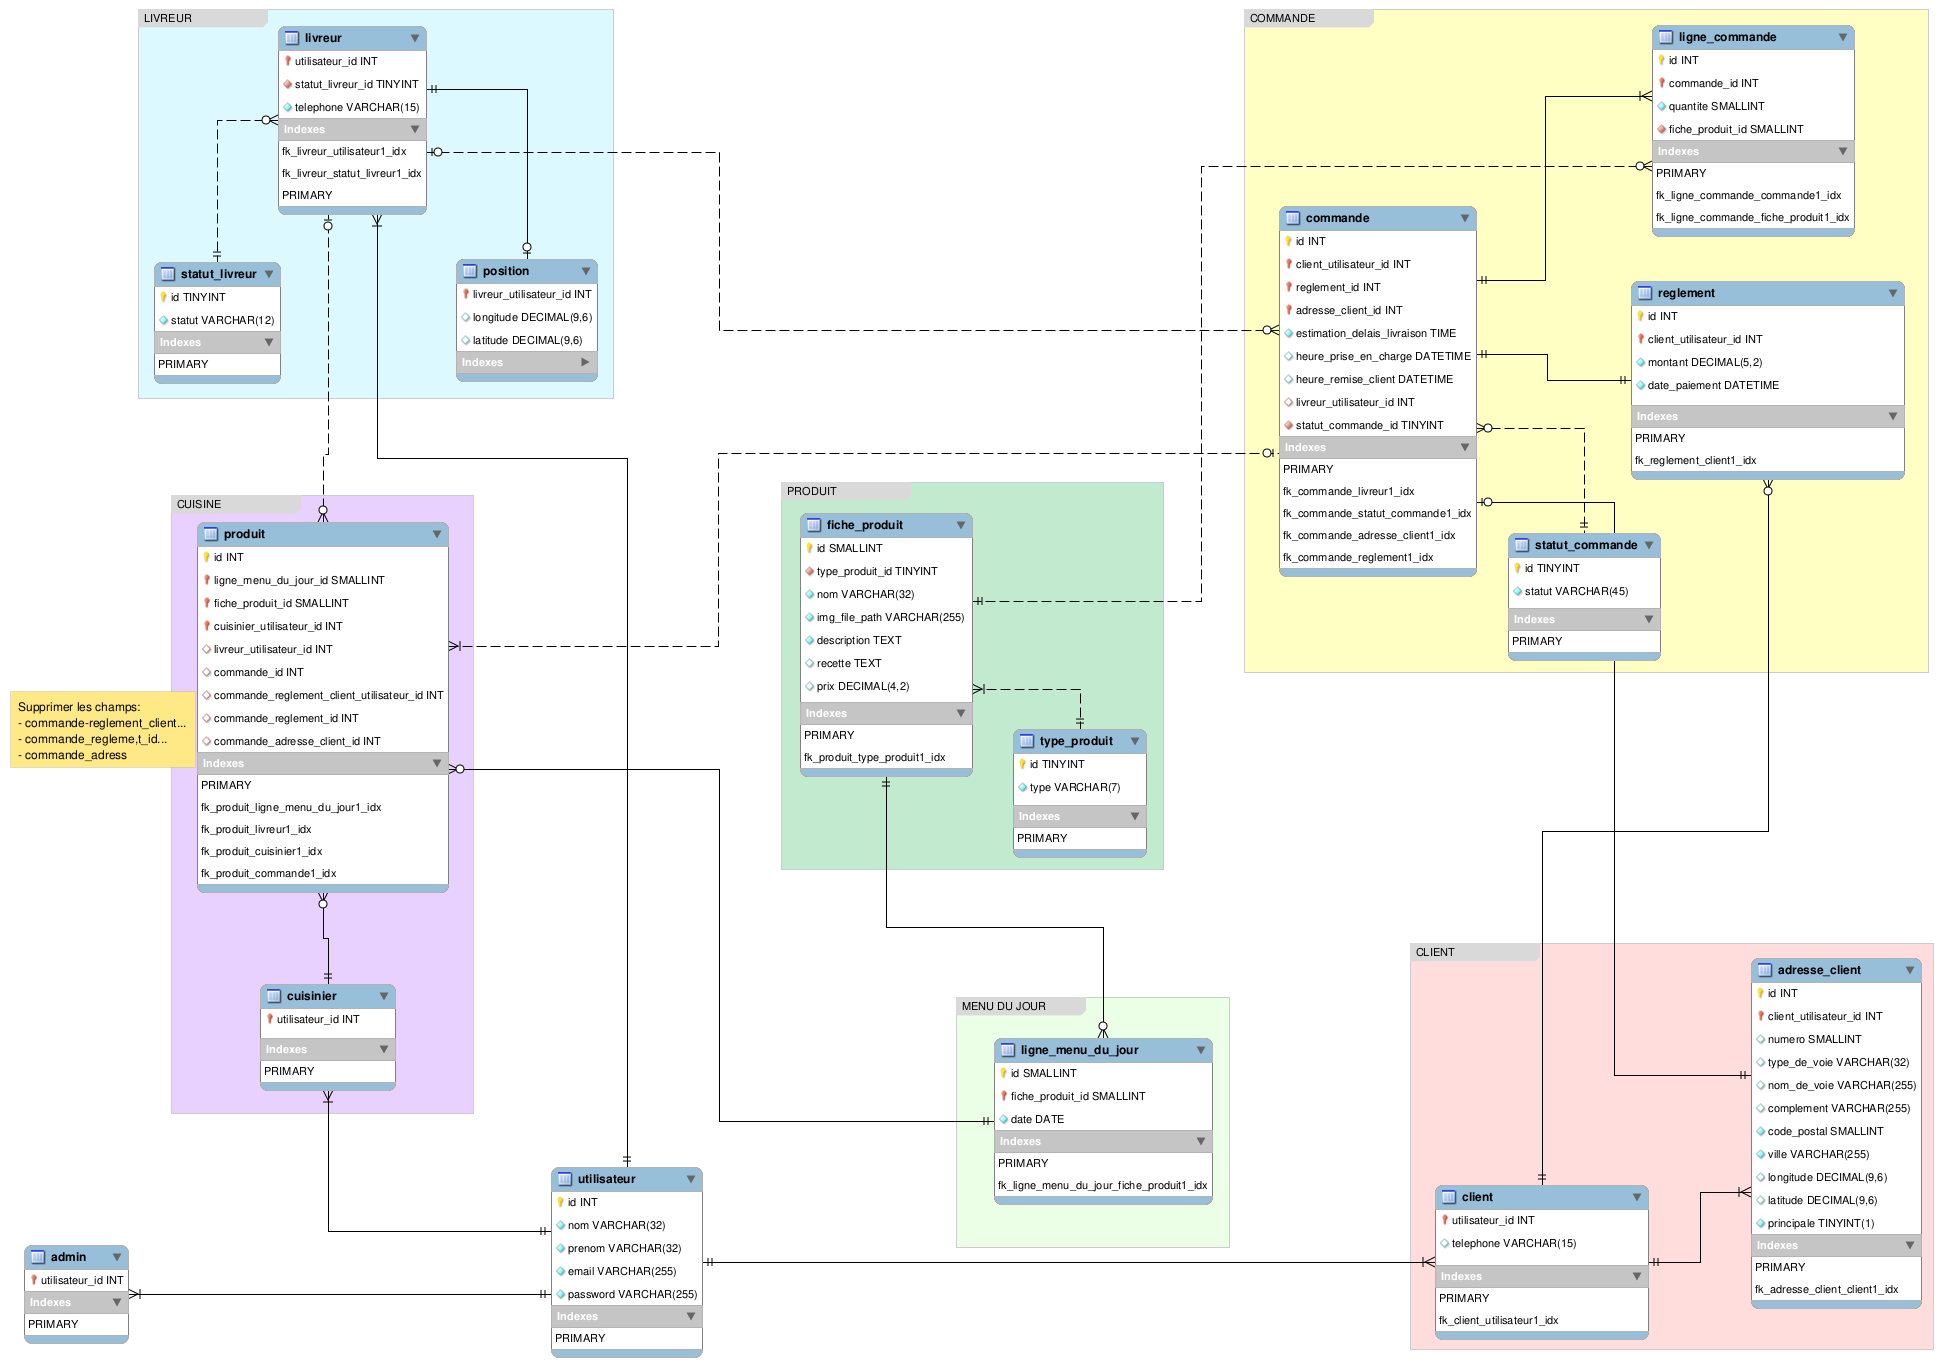 LIVREUR
livreur
utilisateur_id INT
statut_livreur_id TINYINT
telephone VARCHAR(15)
Indexes
fk_livreur_utilisateur1_idx
fk_livreur_statut_livreur1_idx
PRIMARY
statut_livreur
id TINYINT
statut VARCHAR(12)
Indexes
PRIMARY
position
livreur_utilisateur_id INT
longitude DECIMAL(9,6)
latitude DECIMAL(9,6)
Indexes
COMMANDE
ligne_commande
id INT
commande_id INT
quantite SMALLINT
fiche_produit_id SMALLINT
Indexes
PRIMARY
fk_ligne_commande_commande1_idx
fk_ligne_commande_fiche_produit1_idx
commande
id INT
client_utilisateur_id INT
reglement_id INT
adresse_client_id INT
estimation_delais_livraison TIME
heure_prise_en_charge DATETIME
heure_remise_client DATETIME
livreur_utilisateur_id INT
statut_commande_id TINYINT
Indexes
PRIMARY
fk_commande_livreur1_idx
fk_commande_statut_commande1_idx
fk_commande_adresse_client1_idx
fk_commande_reglement1_idx
reglement
id INT
client_utilisateur_id INT
montant DECIMAL(5,2)
date_paiement DATETIME
Indexes
PRIMARY
fk_reglement_client1_idx
statut_commande
id TINYINT
statut VARCHAR(45)
Indexes
PRIMARY
CUISINE
produit
id INT
ligne_menu_du_jour_id SMALLINT
fiche_produit_id SMALLINT
cuisinier_utilisateur_id INT
livreur_utilisateur_id INT
commande_id INT
commande_reglement_client_utilisateur_id INT
commande_reglement_id INT
commande_adresse_client_id INT
Indexes
PRIMARY
fk_produit_ligne_menu_du_jour1_idx
fk_produit_livreur1_idx
fk_produit_cuisinier1_idx
fk_produit_commande1_idx
Supprimer les champs:
- commande-reglement_client...
- commande_regleme,t_id...
- commande_adress
cuisinier
utilisateur_id INT
Indexes
PRIMARY
PRODUIT
fiche_produit
id SMALLINT
type_produit_id TINYINT
nom VARCHAR(32)
img_file_path VARCHAR(255)
description TEXT
recette TEXT
prix DECIMAL(4,2)
Indexes
PRIMARY
fk_produit_type_produit1_idx
type_produit
id TINYINT
type VARCHAR(7)
Indexes
PRIMARY
MENU DU JOUR
ligne_menu_du_jour
id SMALLINT
fiche_produit_id SMALLINT
date DATE
Indexes
PRIMARY
fk_ligne_menu_du_jour_fiche_produit1_idx
CLIENT
adresse_client
id INT
client_utilisateur_id INT
numero SMALLINT
type_de_voie VARCHAR(32)
nom_de_voie VARCHAR(255)
complement VARCHAR(255)
code_postal SMALLINT
ville VARCHAR(255)
longitude DECIMAL(9,6)
latitude DECIMAL(9,6)
principale TINYINT(1)
Indexes
PRIMARY
fk_adresse_client_client1_idx
client
utilisateur_id INT
telephone VARCHAR(15)
Indexes
PRIMARY
fk_client_utilisateur1_idx
utilisateur
id INT
nom VARCHAR(32)
prenom VARCHAR(32)
email VARCHAR(255)
password VARCHAR(255)
Indexes
PRIMARY
admin
utilisateur_id INT
Indexes
PRIMARY